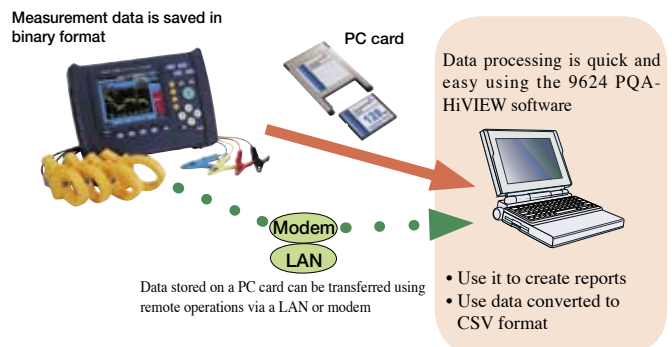 Measurement data is saved in
binary format
PC card
Data processing is quick and
easy using the 9624 PQA-
HiVIEW software
Modem
LAN
Data stored on a PC card can be transferred using
remote operations via a LAN or modem
• Use it to create reports
• Use data converted to
CSV format